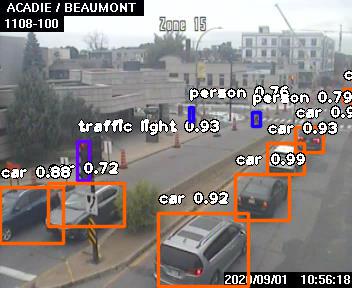 ACADIE / BEAUMONT
1108-100
Zone 15
person 0.76
person 0.79
traffic light 0.93
car 0.93
car 0.99
car 0.88
0.72
car 0.92
2020/09/01 10:56:18